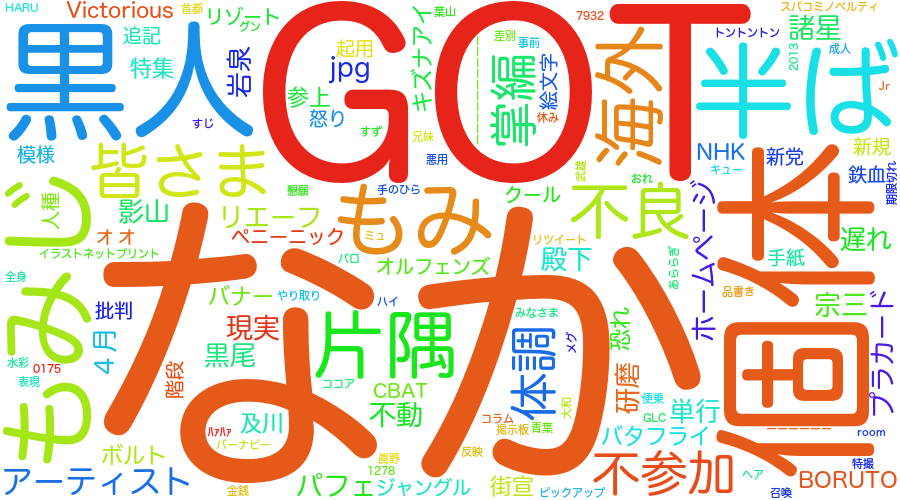 HARU
Victorious
首都
リゾート
グン
葉山
7932
スパコミノベルティ
黒人
GOT
半ば
追記
特集
岩泉
すじ
起用
jpg
参上
怒り
すず
キズナアイ
兄妹
悪用
差別
事前
掌編
絵文字
休み
海外
武雄
トントントン
2013
諸星
成人
Jr
模様
皆さま
懇願
手のひら
クール
不良
おれ
NHK
キュー
新党
新規
鉄血
期限切れ
もみじ
人種
影山
リエーフ
もみ
ミュ
オオ
ペニーニック
イラストネットプリント
パロ
オルフェンズ
リツイート
殿下
あららぎ
ホームページ
個体
手紙
遅れ
品書き
宗三
プラカード
全身
批判
バナー
やり取り
ハイ
なか
みなさま
メグ
恐れ
4月
現実
片隅
体調
水彩
0175
表現
階段
黒尾
ココア
CBAT
不動
大和
研磨
便乗
GLC
単行
及川
ハァハァ
バーナビー
コラム
掲示板
青葉
バタフライ
room
ボルト
眞野
1278
反映
不参加
ヘア
特撮
召喚
BORUTO
アーティスト
金銭
パフェ
ジャングル
街宣
ピックアップ